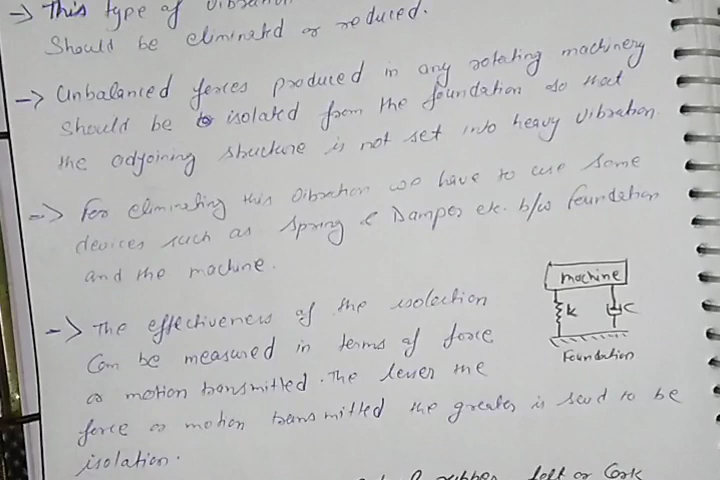 → This type of vibration
should be eliminated or reduced.
→ Unbalanced forces produced in any rotating machinery
should be isolated from the foundation so that
the adjoining structure is not set into heavy vibration.
→ For eliminating this vibration we have to use some
devices such as spring & Damper etc. b/w foundation
and the machine.
→ The effectiveness of the isolation
Can be measured in terms of force
or motion transmitted. The lesser the
force or motion transmitted the greater is said to be
isolation.
machine
K C
Foundation
rubber, felt or Cork